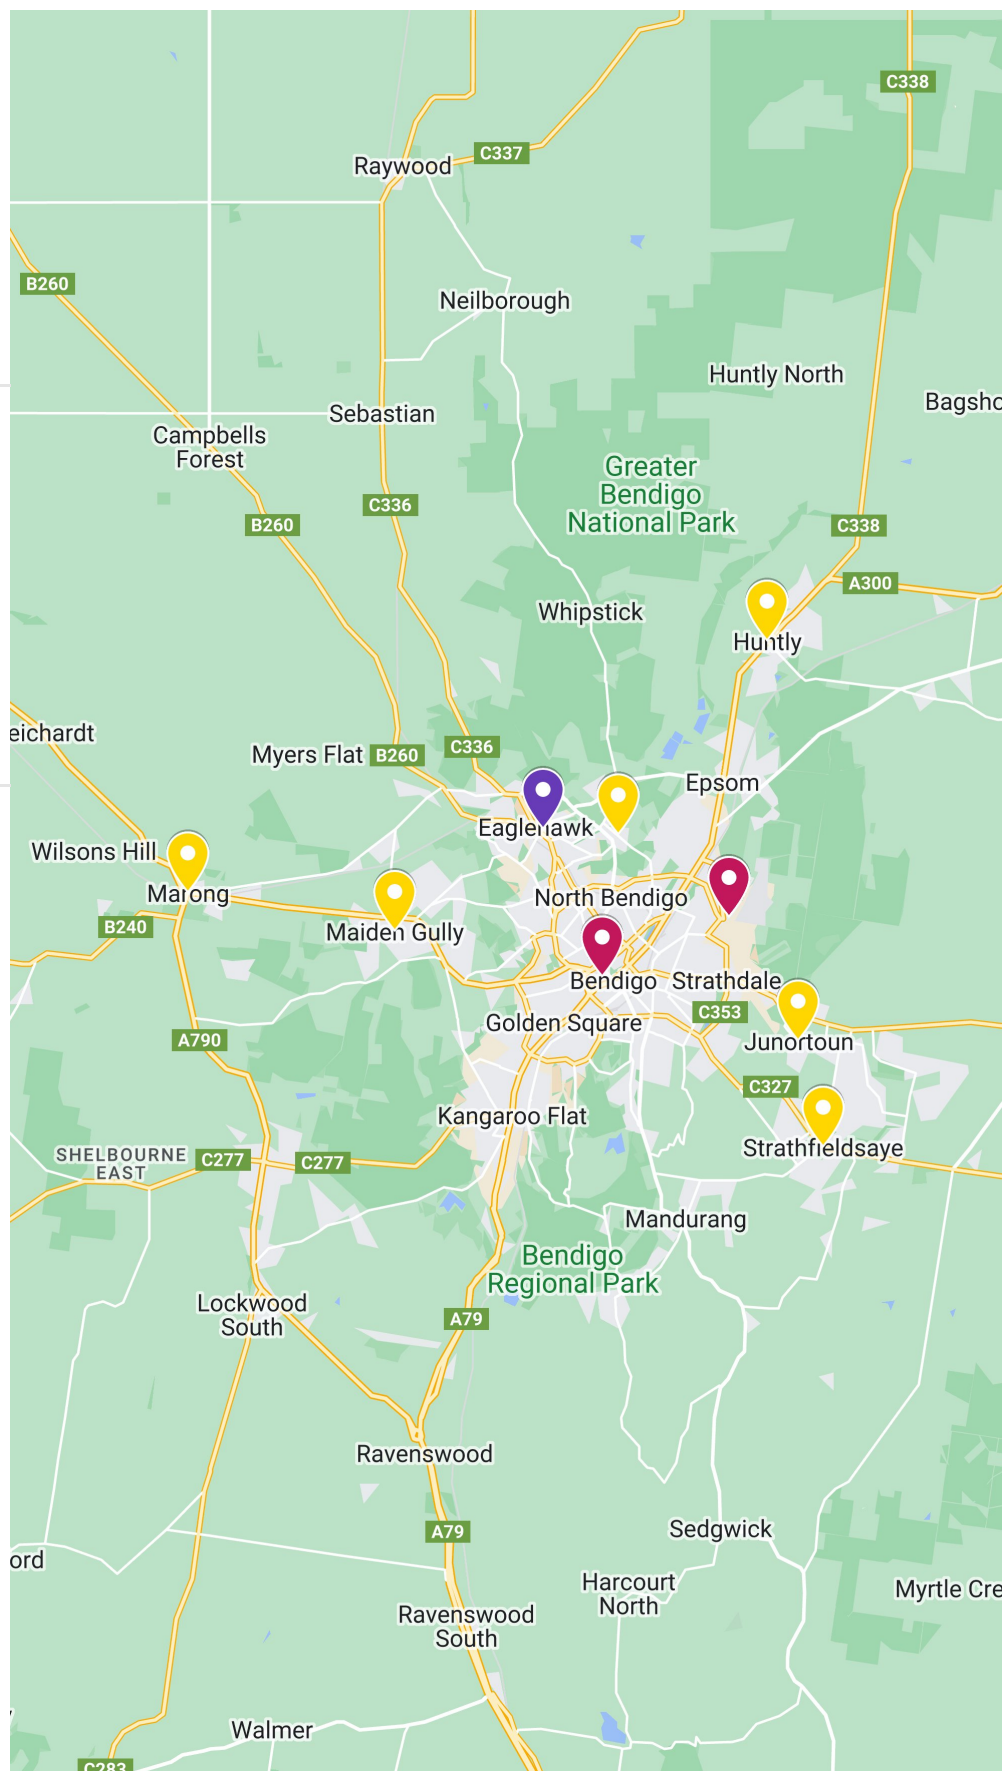 C338
C337
Raywood
B260
Neilborough
Huntly North
Bagsho
Sebastian
Campbells
Forest
Greater
Bendigo
National Park
C336
B260
C338
A300
Whipstick
Huntly
eichardt
Myers Flat
B260
C336
Epsom
Eaglehawk
Wilsons Hill
Marong
North Bendigo
B240
Maiden Gully
Bendigo
Strathdale
C353
Golden Square
A790
Junortoun
C327
Kangaroo Flat
Strathfieldsaye
SHELBOURNE
EAST
C277
C277
Mandurang
Bendigo
Regional Park
Lockwood
South
A79
Ravenswood
A79
Sedgwick
ord
Harcourt
North
Myrtle Cre
Ravenswood
South
Walmer
C283